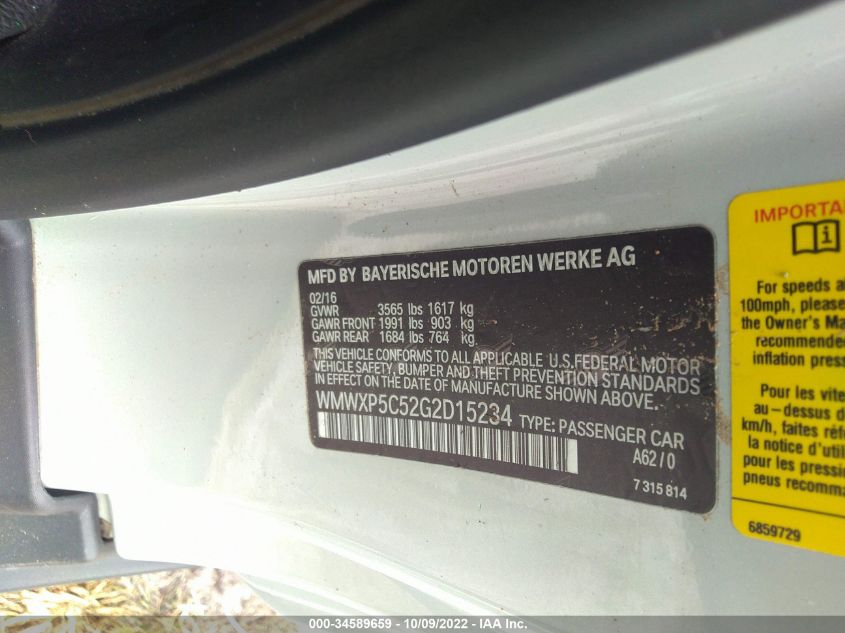 MFD BY BAYERISCHE MOTOREN WERKE AG
02/16
GVWR 3565 lbs 1617 kg
GAWR FRONT 1991 lbs 903 kg
GAWR REAR 1684 lbs 764 kg
THIS VEHICLE CONFORMS TO ALL APPLICABLE U.S.FEDERAL MOTOR
VEHICLE SAFETY, BUMPER AND THEFT PREVENTION STANDARDS
IN EFFECT ON THE DATE OF MANUFACTURE SHOWN ABOVE.
WMWXP5C52G2D15234 TYPE: PASSENGER CAR
A62/0
7 315 814
IMPORTA
For speeds a
100mph, please
the Owner's Ma
recommended
inflation press
Pour les vite
au-dessus d
km/h, faites réf
la notice d'util
pour les pressi
pneus recomma
6859729
000-34589659 - 10/09/2022 - IAA Inc.